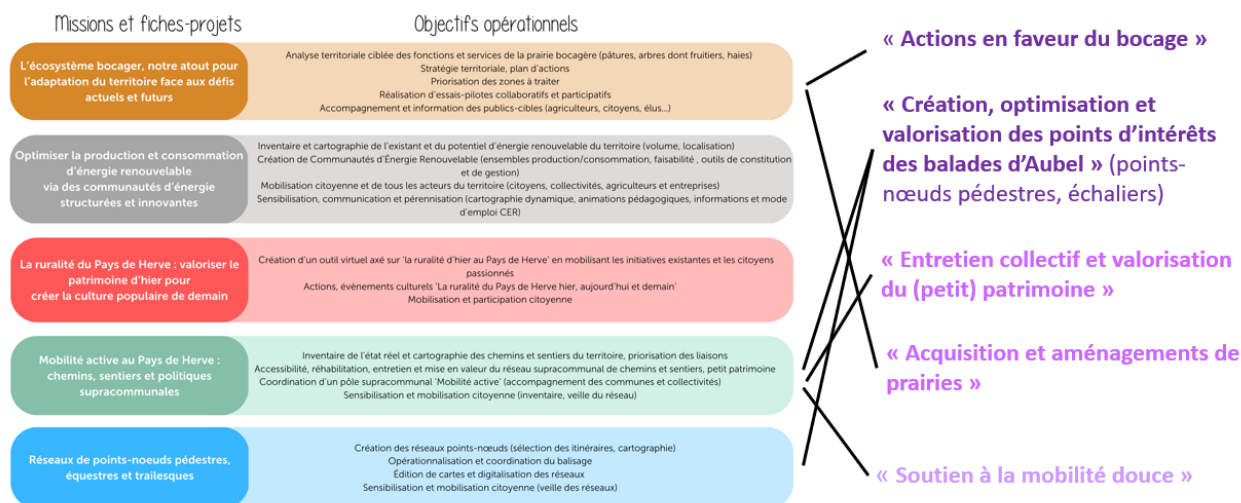 Missions et fiches-projets
Objectifs opérationnels
L'écosystème bocager, notre atout pour
l'adaptation du territoire face aux défis
actuels et futurs
Analyse territoriale ciblée des fonctions et services de la prairie bocagère (pâtures, arbres dont fruitiers, haies)
Stratégie territoriale, plan d'actions
Priorisation des zones à traiter
Réalisation d'essais-pilotes collaboratifs et participatifs
Accompagnement et information des publics-cibles (agriculteurs, citoyens, élus...)
Optimiser la production et consommation
d'énergie renouvelable
via des communautés d'énergie
structurées et innovantes
Inventaire et cartographie de l'existant et du potentiel d'énergie renouvelable du territoire (volume, localisation)
Création de Communautés d'Énergie Renouvelable (ensembles production/consommation, faisabilité , outils de constitution
et de gestion)
Mobilisation citoyenne et de tous les acteurs du territoire (citoyens, collectivités, agriculteurs et entreprises)
Sensibilisation, communication et pérennisation (cartographie dynamique, animations pédagogiques, informations et mode
d'emploi CER)
La ruralité du Pays de Herve : valoriser le
patrimoine d'hier pour
créer la culture populaire de demain
Création d'un outil virtuel axé sur 'la ruralité d'hier au Pays de Herve' en mobilisant les initiatives existantes et les citoyens
passionnés
Actions, évènements culturels 'La ruralité du Pays de Herve hier, aujourd'hui et demain'
Mobilisation et participation citoyenne
Mobilité active au Pays de Herve :
chemins, sentiers et politiques
supracommunales
Inventaire de l'état réel et cartographie des chemins et sentiers du territoire, priorisation des liaisons
Accessibilité, réhabilitation, entretien et mise en valeur du réseau supracommunal de chemins et sentiers, petit patrimoine
Coordination d'un pôle supracommunal 'Mobilité active' (accompagnement des communes et collectivités)
Sensibilisation et mobilisation citoyenne (inventaire, veille du réseau)
Réseaux de points-noeuds pédestres,
équestres et trailesques
Création des réseaux points-nœuds (sélection des itinéraires, cartographie)
Opérationnalisation et coordination du balisage
Édition de cartes et digitalisation des réseaux
Sensibilisation et mobilisation citoyenne (veille des réseaux)
« Actions en faveur du bocage »
« Création, optimisation et
valorisation des points d'intérêts
des balades d'Aubel » (points-
nœuds pédestres, échaliers)
« Entretien collectif et valorisation
du (petit) patrimoine »
« Acquisition et aménagements de
prairies »
« Soutien à la mobilité douce »